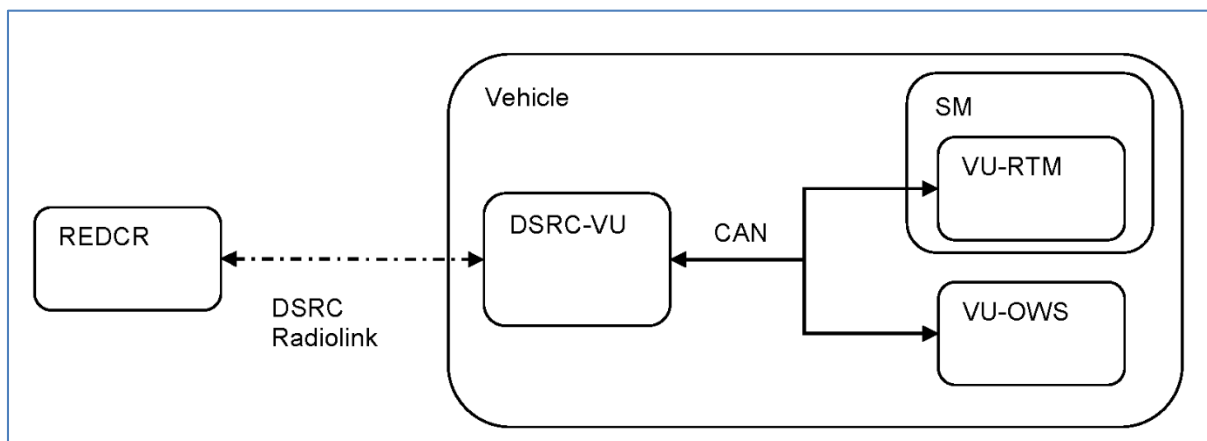 Vehicle
SM
VU-RTM
REDCR
DSRC-VU
CAN
DSRC
Radiolink
VU-OWS